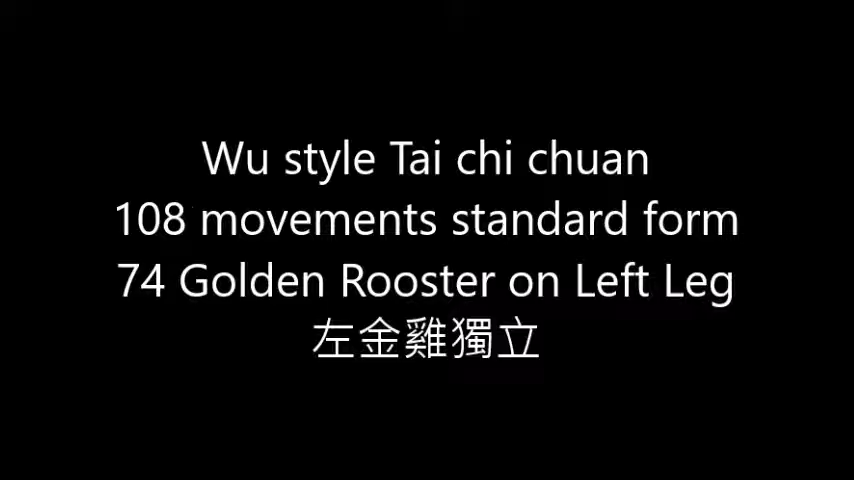 Wu style Tai chi chuan
108 movements standard form
74 Golden Rooster on Left Leg
左金雞獨立